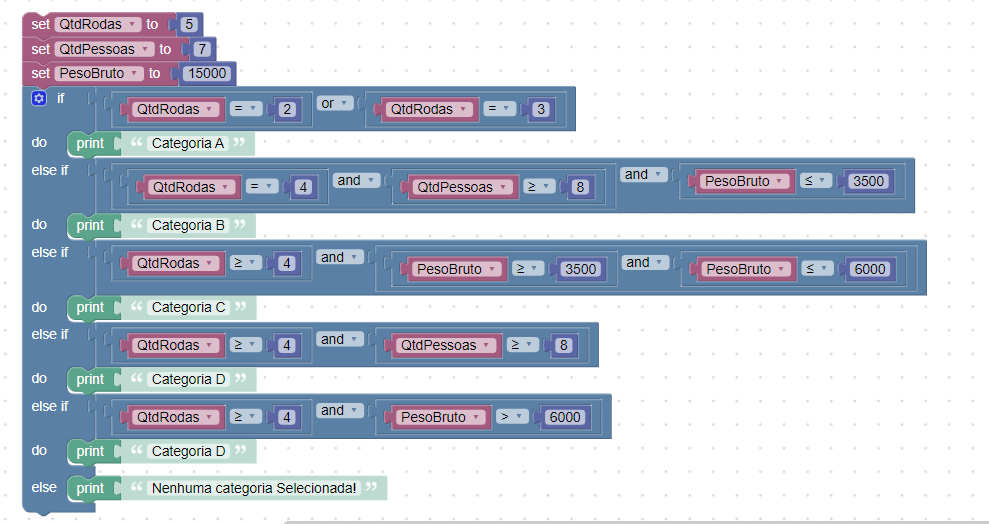 set QtdRodas to 5
set QtdPessoas to 7
set PesoBruto to 15000
if QtdRodas = 2 or QtdRodas = 3
do print “ Categoria A ”
else if QtdRodas = 4 and QtdPessoas ≥ 8 and PesoBruto ≤ 3500
do print “ Categoria B ”
else if QtdRodas ≥ 4 and PesoBruto ≥ 3500 and PesoBruto ≤ 6000
do print “ Categoria C ”
else if QtdRodas ≥ 4 and QtdPessoas ≥ 8
do print “ Categoria D ”
else if QtdRodas ≥ 4 and PesoBruto > 6000
do print “ Categoria D ”
else print “ Nenhuma categoria Selecionada! ”